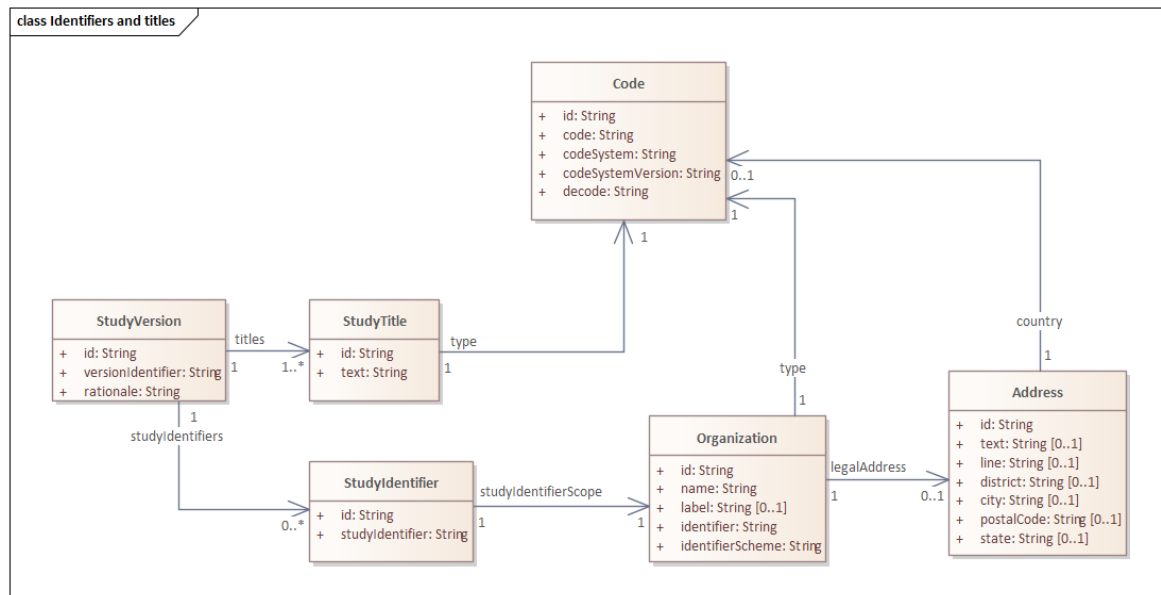 class Identifiers and titles
Code
+ id: String
+ code: String
+ codeSystem: String
+ codeSystemVersion: String
+ decode: String
0..1
1
1
StudyVersion
+ id: String
+ versionIdentifier: String
+ rationale: String
titles
1
1..*
StudyTitle
+ id: String
+ text: String
type
1
country
1
type
1
1
studyIdentifiers
0..*
StudyIdentifier
+ id: String
+ studyIdentifier: String
studyIdentifierScope
1
1
Organization
+ id: String
+ name: String
+ label: String [0..1]
+ identifier: String
+ identifierScheme: String
legalAddress
1
0..1
Address
+ id: String
+ text: String [0..1]
+ line: String [0..1]
+ district: String [0..1]
+ city: String [0..1]
+ postalCode: String [0..1]
+ state: String [0..1]